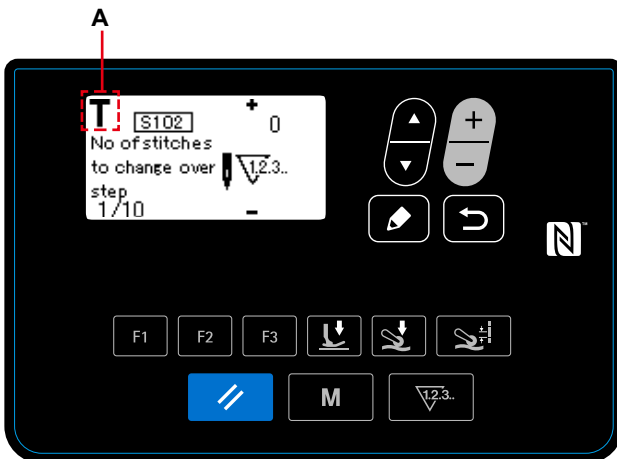 A
T
S102
+
0
No of stitches
to change over
1.2.3..
step
1/10
−
+
−
N
™
F1
F2
F3
M
1.2.3..